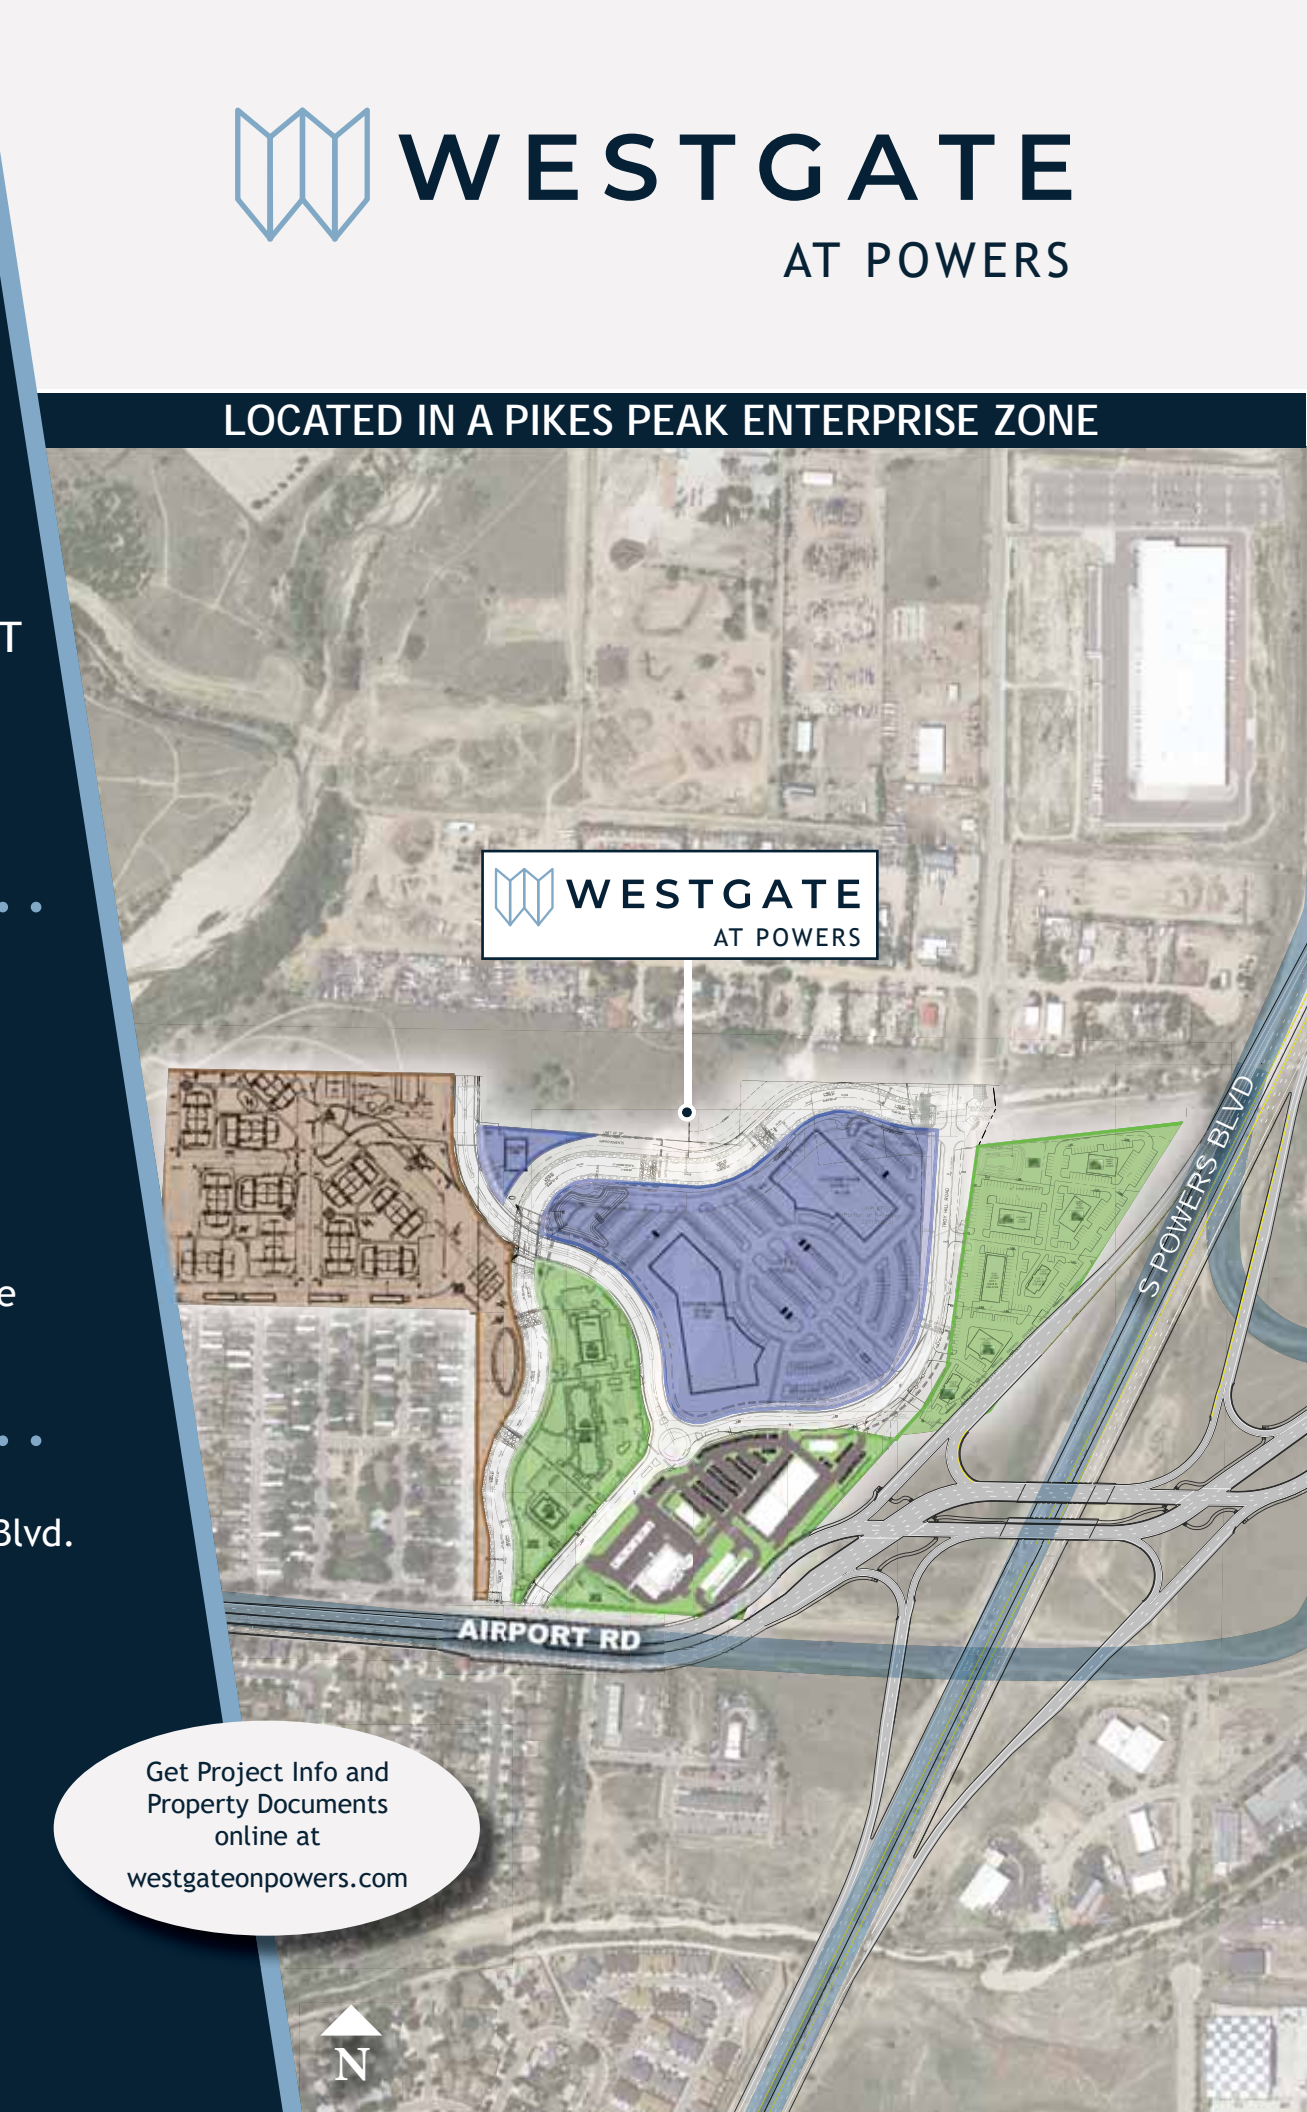 WESTGATE
AT POWERS
LOCATED IN A PIKES PEAK ENTERPRISE ZONE
T
WESTGATE
AT POWERS
S POWERS BLVD
e
Blvd.
AIRPORT RD
Get Project Info and
Property Documents
online at
westgateonpowers.com
N